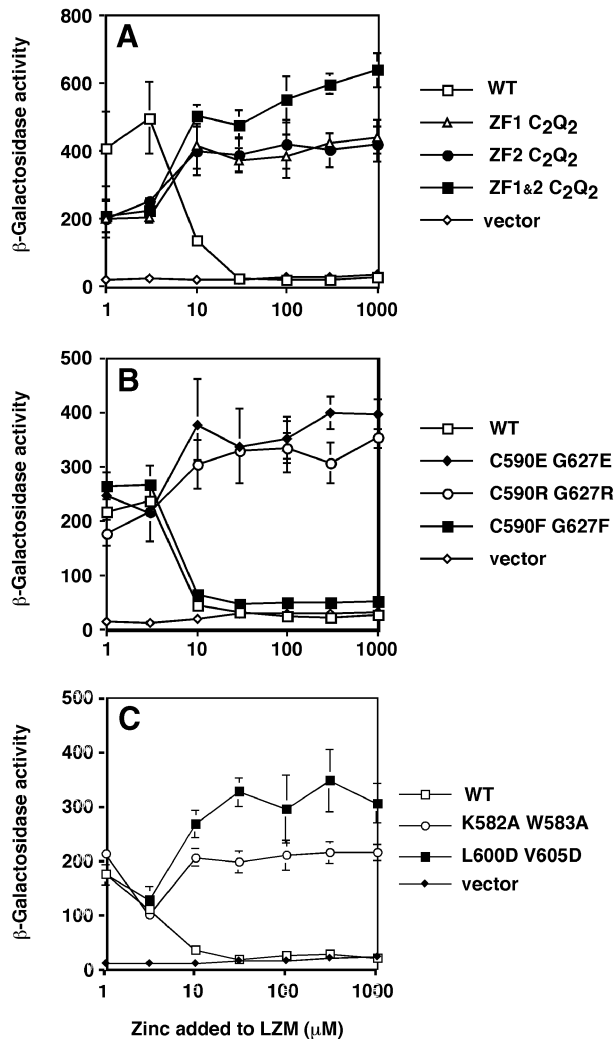 A
β-Galactosidase activity
800
600
400
200
0
1 10 100 1000
WT
ZF1 C₂Q₂
ZF2 C₂Q₂
ZF1&2 C₂Q₂
vector
B
β-Galactosidase activity
500
400
300
200
100
0
1 10 100 1000
WT
C590E G627E
C590R G627R
C590F G627F
vector
C
β-Galactosidase activity
500
400
300
200
100
0
1 10 100 1000
WT
K582A W583A
L600D V605D
vector
Zinc added to LZM (μM)